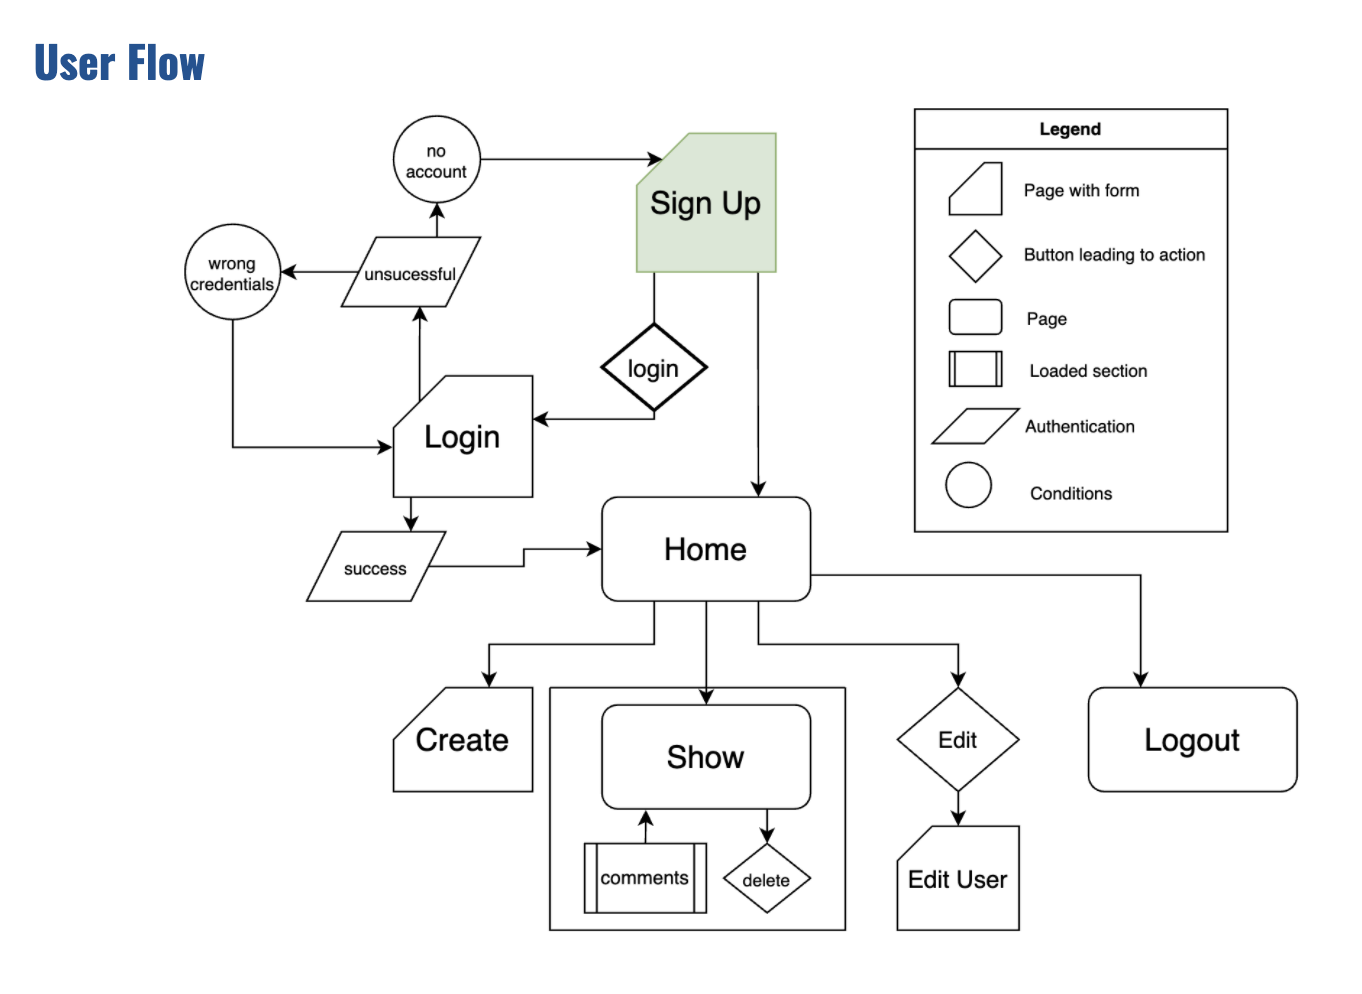 User Flow
no
account
Sign Up
wrong
credentials
unsucessful
login
Login
success
Home
Create
Show
comments
delete
Edit
Edit User
Logout
Legend
Page with form
Button leading to action
Page
Loaded section
Authentication
Conditions